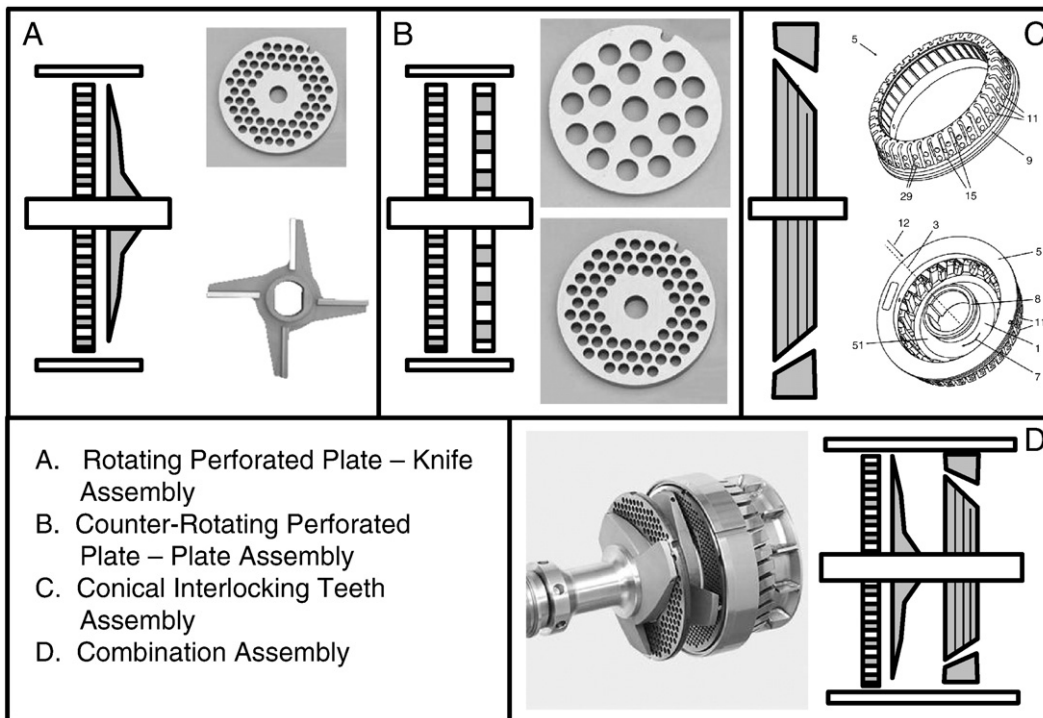 A
B
C
5
11
9
29
15
12
3
5
8
11
1
51
7
A. Rotating Perforated Plate – Knife
Assembly
B. Counter-Rotating Perforated
Plate – Plate Assembly
C. Conical Interlocking Teeth
Assembly
D. Combination Assembly
D